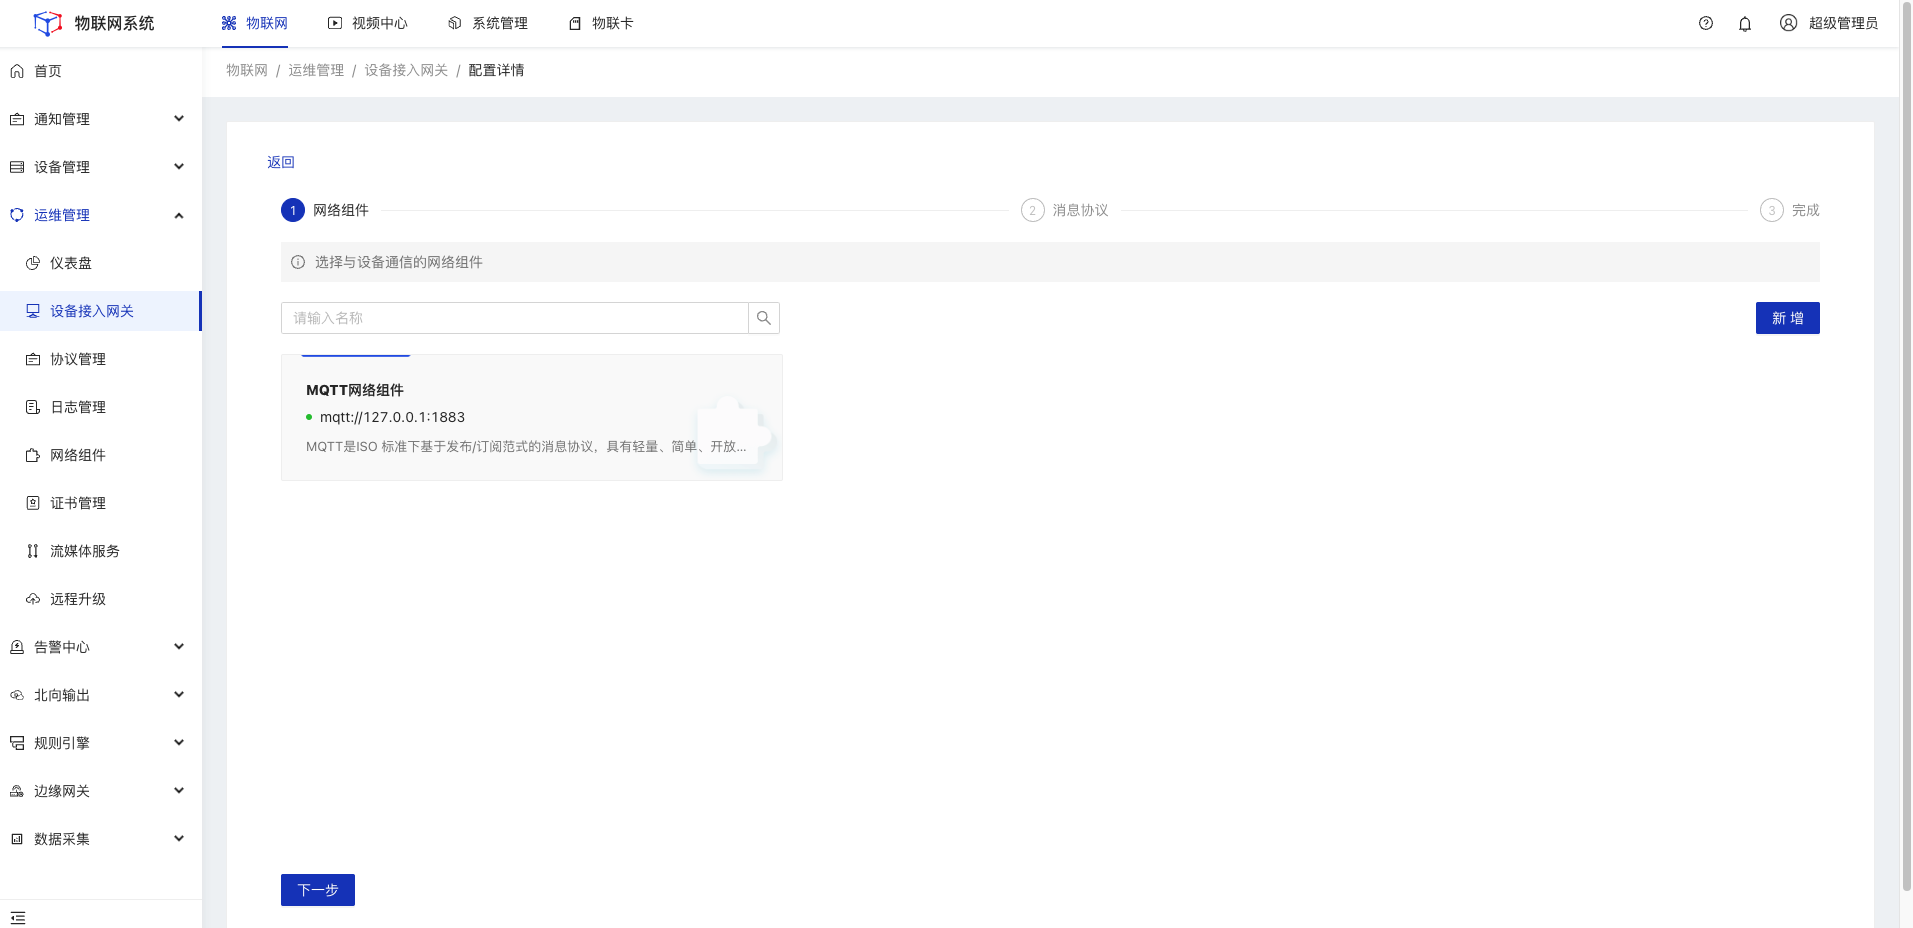 物联网系统
物联网
视频中心
系统管理
物联卡
超级管理员
首页
通知管理
设备管理
运维管理
仪表盘
设备接入网关
协议管理
日志管理
网络组件
证书管理
流媒体服务
远程升级
告警中心
北向输出
规则引擎
边缘网关
数据采集
物联网 / 运维管理 / 设备接入网关 / 配置详情
返回
1 网络组件
2 消息协议
3 完成
选择与设备通信的网络组件
请输入名称
新 增
MQTT网络组件
mqtt://127.0.0.1:1883
MQTT是ISO 标准下基于发布/订阅范式的消息协议，具有轻量、简单、开放...
下一步